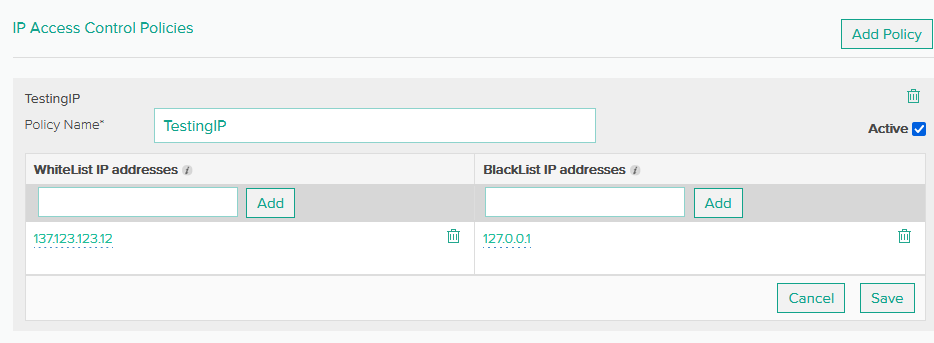 IP Access Control Policies
Add Policy
TestingIP
Policy Name*
TestingIP
Active
WhiteList IP addresses i
BlackList IP addresses i
Add
Add
137.123.123.12
127.0.0.1
Cancel
Save